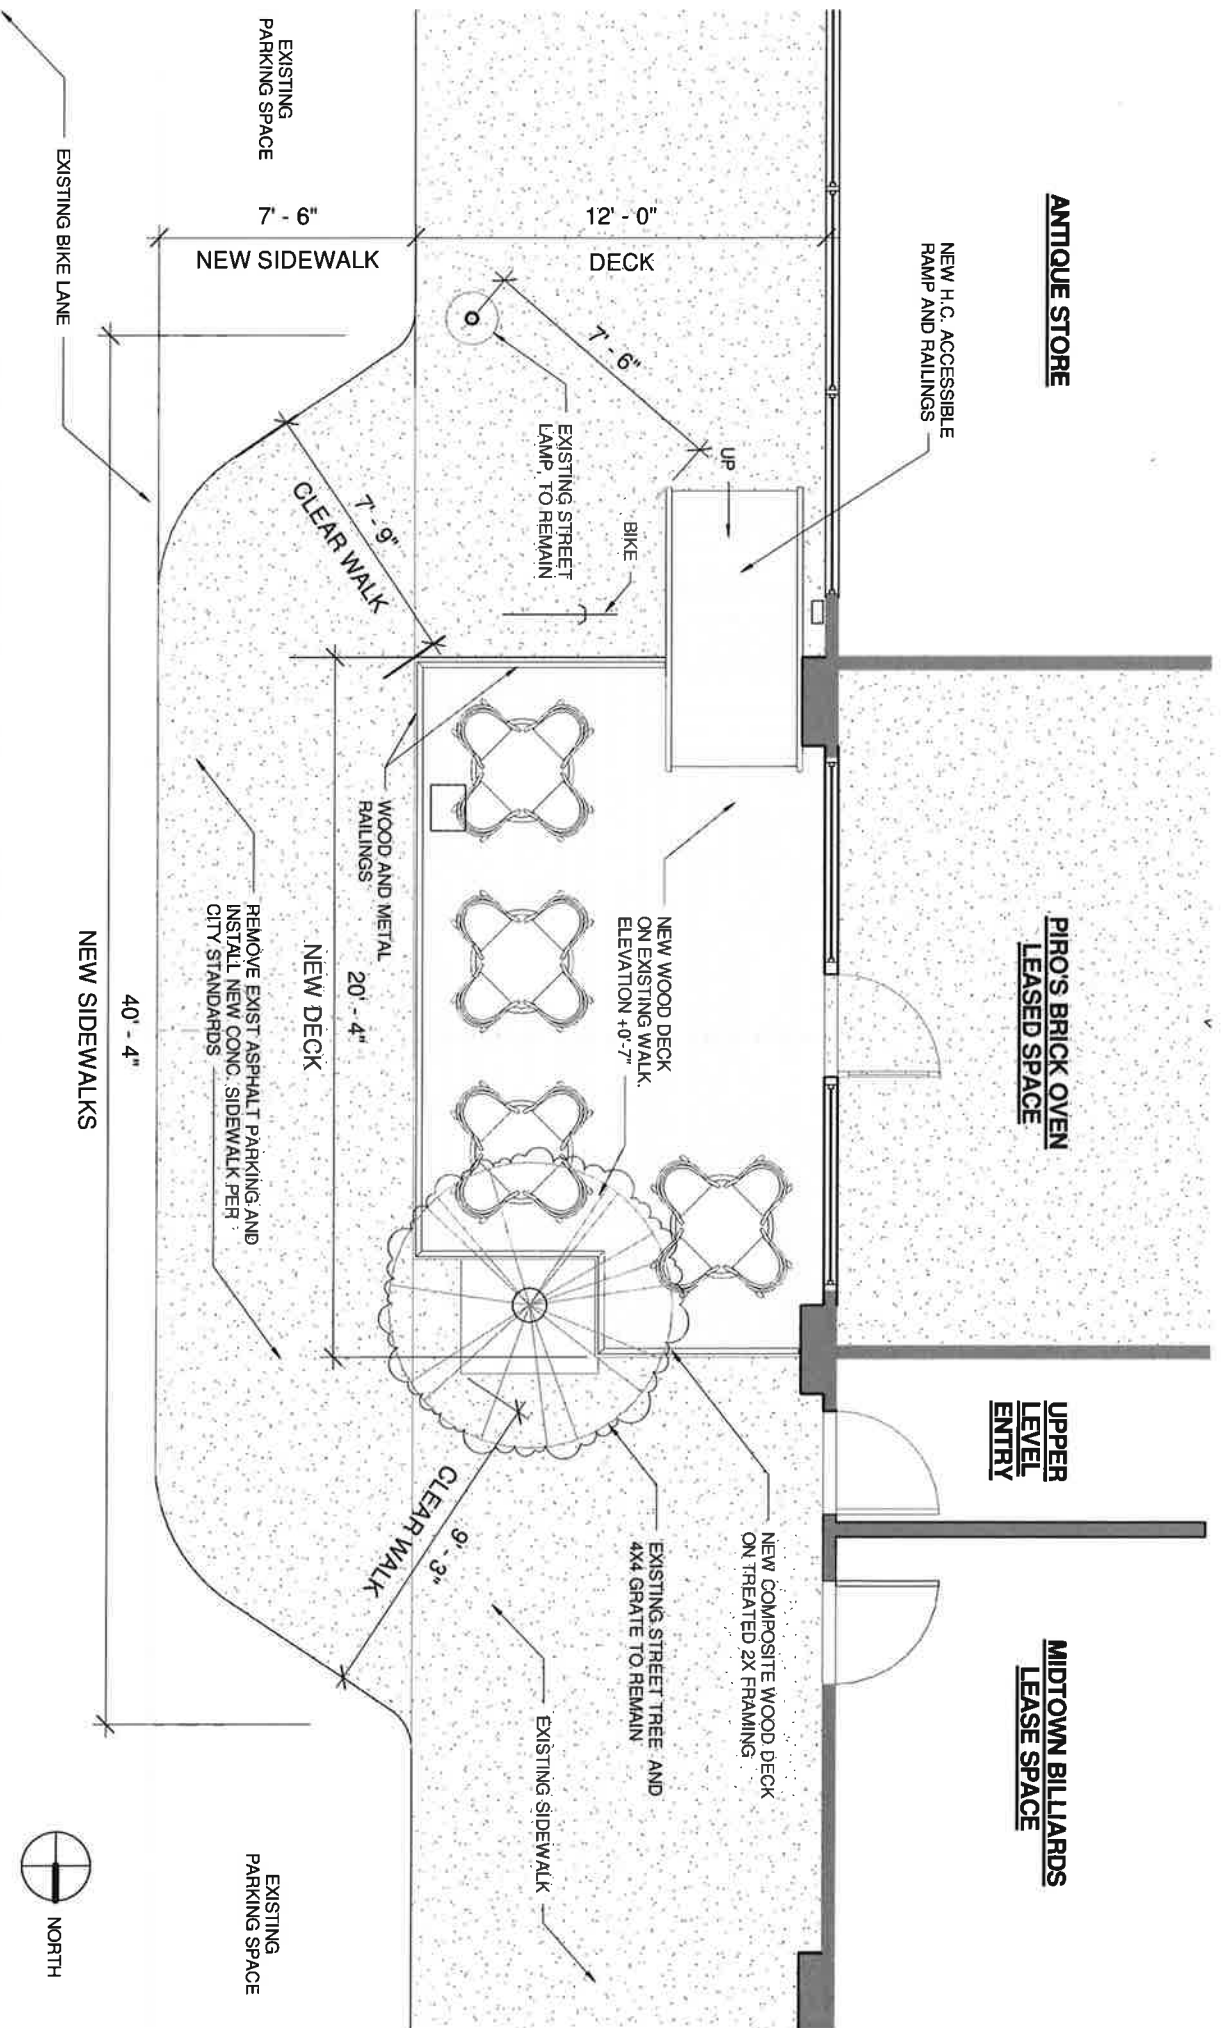 ANTIQUE STORE
NEW H.C. ACCESSIBLE
RAMP AND RAILINGS
PIRO'S BRICK OVEN
LEASED SPACE
UPPER
LEVEL
ENTRY
MIDTOWN BILLIARDS
LEASE SPACE
12' - 0"
DECK
7' - 6"
NEW SIDEWALK
EXISTING
PARKING SPACE
EXISTING BIKE LANE
7' - 6"
UP
EXISTING STREET
LAMP, TO REMAIN
BIKE
7' - 9"
CLEAR WALK
NEW WOOD DECK
ON EXISTING WALK.
ELEVATION +0'-7"
WOOD AND METAL
RAILINGS
20' - 4"
NEW DECK
REMOVE EXIST ASPHALT PARKING AND
INSTALL NEW CONC. SIDEWALK PER
CITY STANDARDS
40' - 4"
NEW SIDEWALKS
NEW COMPOSITE WOOD DECK
ON TREATED 2X FRAMING
EXISTING STREET TREE AND
4X4 GRATE TO REMAIN
9' - 3"
CLEAR WALK
EXISTING SIDEWALK
EXISTING
PARKING SPACE
NORTH